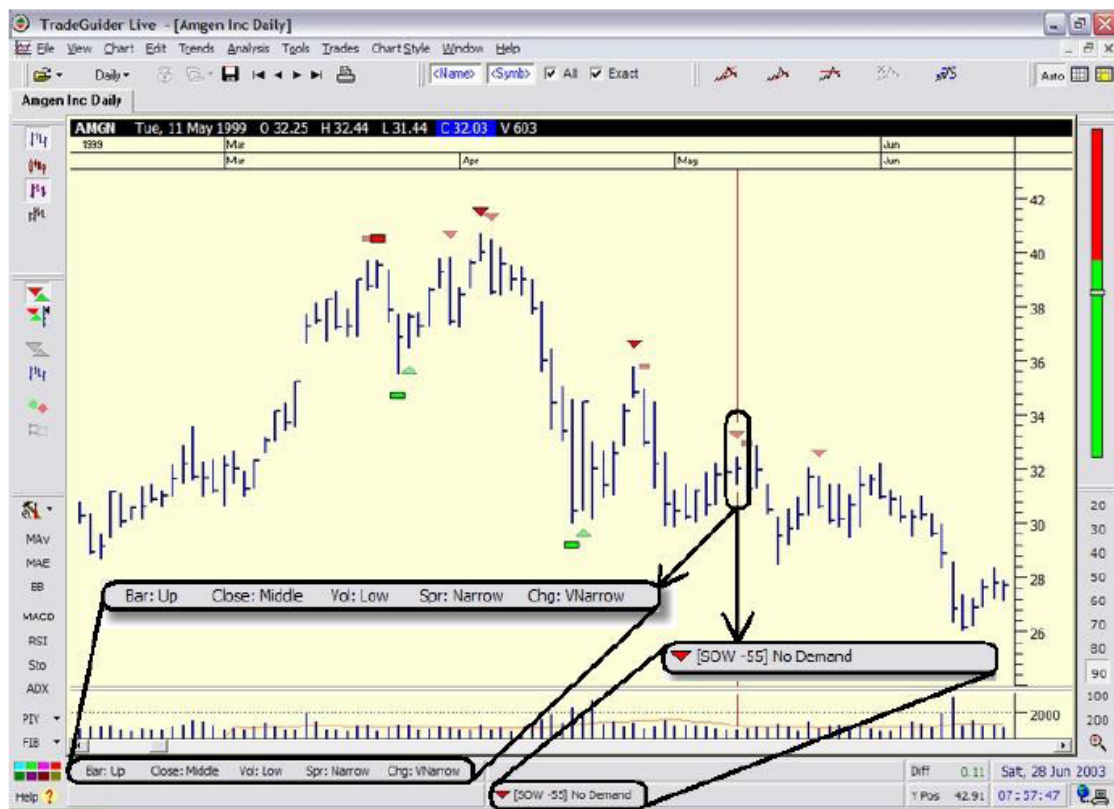 TradeGuider Live - [Amgen Inc Daily]
File View Chart Edit Trends Analysis Tools Trades Chart Style Window Help
Daily <Name> <Symb> All Exact Auto
Amgen Inc Daily
AMGN Tue, 11 May 1999 O 32.25 H 32.44 L 31.44 C 32.03 V 603
1999 Mar Jun
Mar Apr May Jun
42
40
38
36
34
32
30
28
26
2000
MAv
MAE
BB
MACD
RSI
Sto
ADX
PIV
FIB
20
30
40
50
60
70
80
90
100
200
Bar: Up Close: Middle Vol: Low Spr: Narrow Chg: VNarrow
[SOW -55] No Demand
Bar: Up Close: Middle Vol: Low Spr: Narrow Chg: VNarrow
Diff 0.11 Sat, 28 Jun 2003
Help ? [SOW -55] No Demand Y Pos 42.91 07:57:47